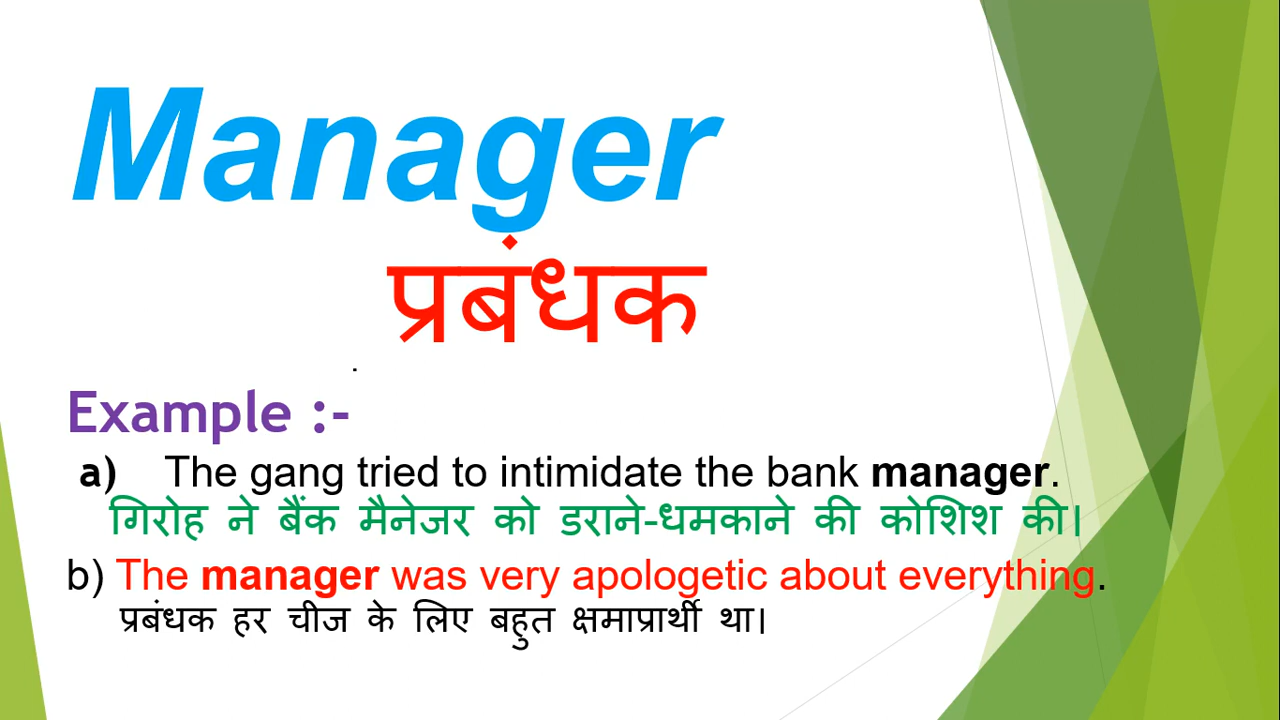 Manager
प्रबंधक
.
Example :-
a) The gang tried to intimidate the bank manager.
गिरोह ने बैंक मैनेजर को डराने-धमकाने की कोशिश की।
b) The manager was very apologetic about everything.
प्रबंधक हर चीज के लिए बहुत क्षमाप्रार्थी था।